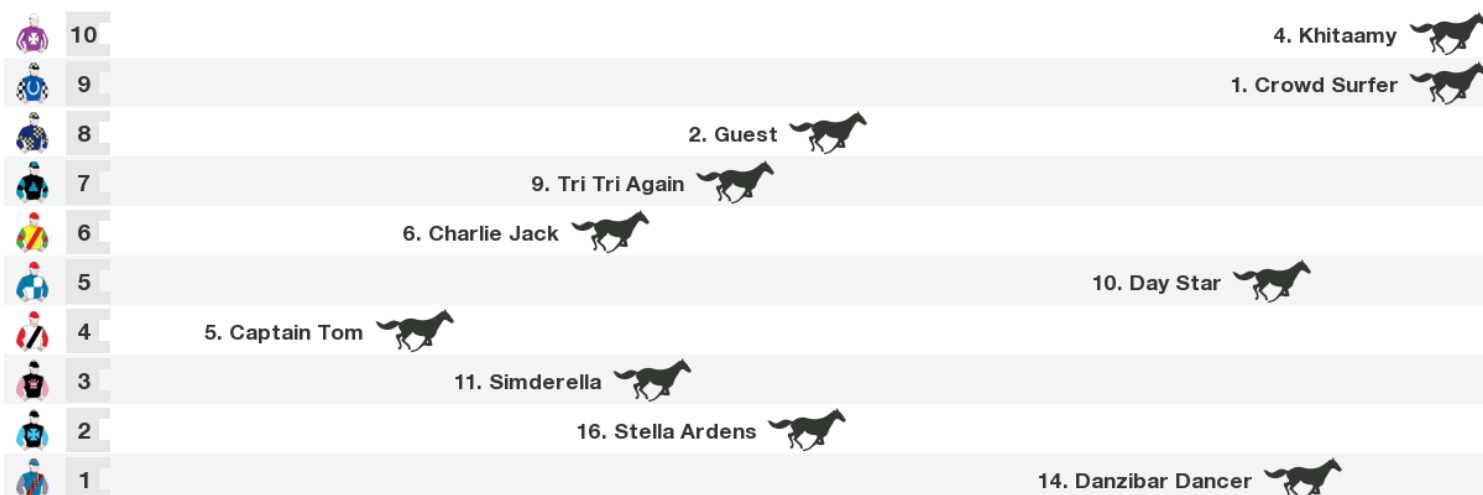 10 4. Khitaamy
9 1. Crowd Surfer
8 2. Guest
7 9. Tri Tri Again
6 6. Charlie Jack
5 10. Day Star
4 5. Captain Tom
3 11. Simderella
2 16. Stella Ardens
1 14. Danzibar Dancer